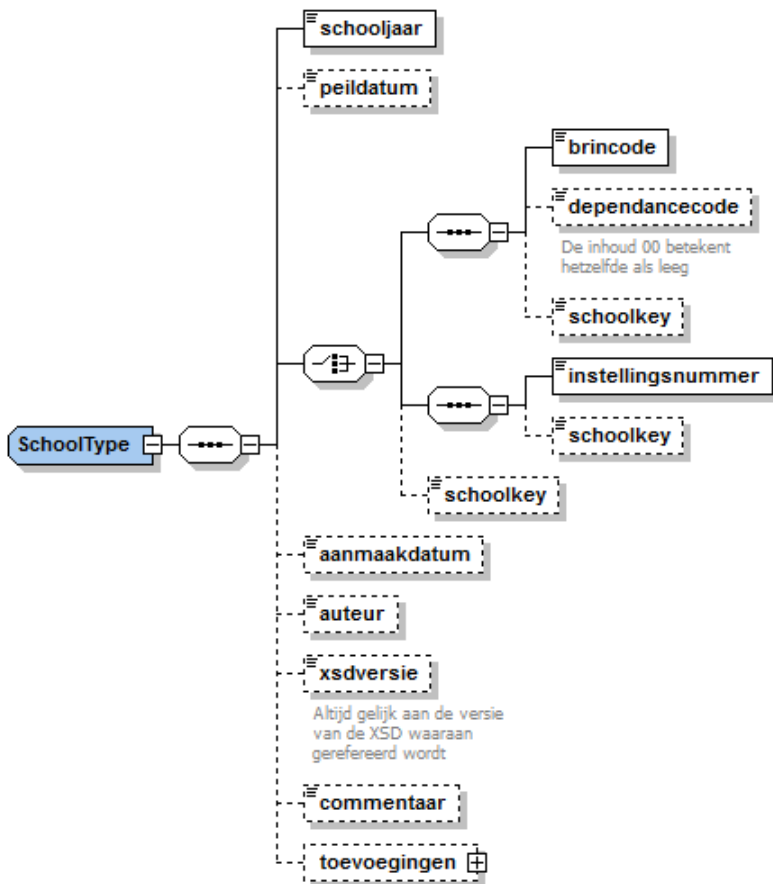 schooljaar
peildatum
brincode
dependancecode
De inhoud 00 betekent
hetzelfde als leeg
schoolkey
instellingsnummer
schoolkey
SchoolType
schoolkey
aanmaakdatum
auteur
xsdversie
Altijd gelijk aan de versie
van de XSD waaraan
gerefereerd wordt
commentaar
toevoegingen